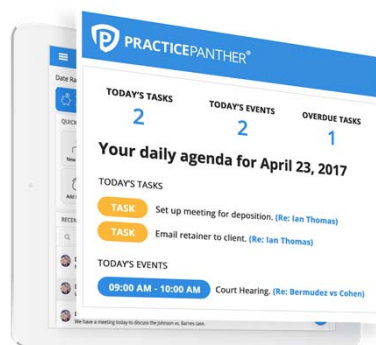 PRACTICEPANTHER®
TODAY'S TASKS
TODAY'S EVENTS
OVERDUE TASKS
2
2
1
Your daily agenda for April 23, 2017
TODAY'S TASKS
TASK Set up meeting for deposition. (Re: Ian Thomas)
TASK Email retainer to client. (Re: Ian Thomas)
TODAY'S EVENTS
09:00 AM - 10:00 AM Court Hearing. (Re: Bermudez vs Cohen)
Date Ra
QUIC
New
Add
RECEN
We have a meeting today to discuss the Johnson vs. Barnes case.